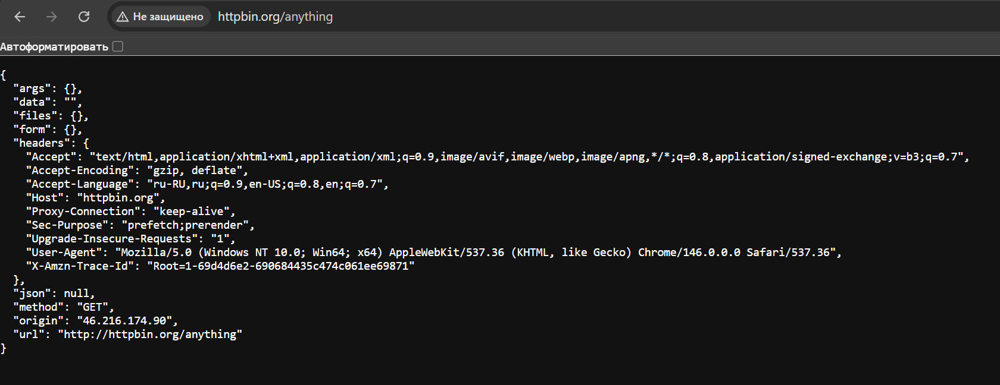 Не защищено httpbin.org/anything
Автоформатировать
{
  "args": {},
  "data": "",
  "files": {},
  "form": {},
  "headers": {
    "Accept": "text/html,application/xhtml+xml,application/xml;q=0.9,image/avif,image/webp,image/apng,*/*;q=0.8,application/signed-exchange;v=b3;q=0.7",
    "Accept-Encoding": "gzip, deflate",
    "Accept-Language": "ru-RU,ru;q=0.9,en-US;q=0.8,en;q=0.7",
    "Host": "httpbin.org",
    "Proxy-Connection": "keep-alive",
    "Sec-Purpose": "prefetch;prerender",
    "Upgrade-Insecure-Requests": "1",
    "User-Agent": "Mozilla/5.0 (Windows NT 10.0; Win64; x64) AppleWebKit/537.36 (KHTML, like Gecko) Chrome/146.0.0.0 Safari/537.36",
    "X-Amzn-Trace-Id": "Root=1-69d4d6e2-690684435c474c061ee69871"
  },
  "json": null,
  "method": "GET",
  "origin": "46.216.174.90",
  "url": "http://httpbin.org/anything"
}